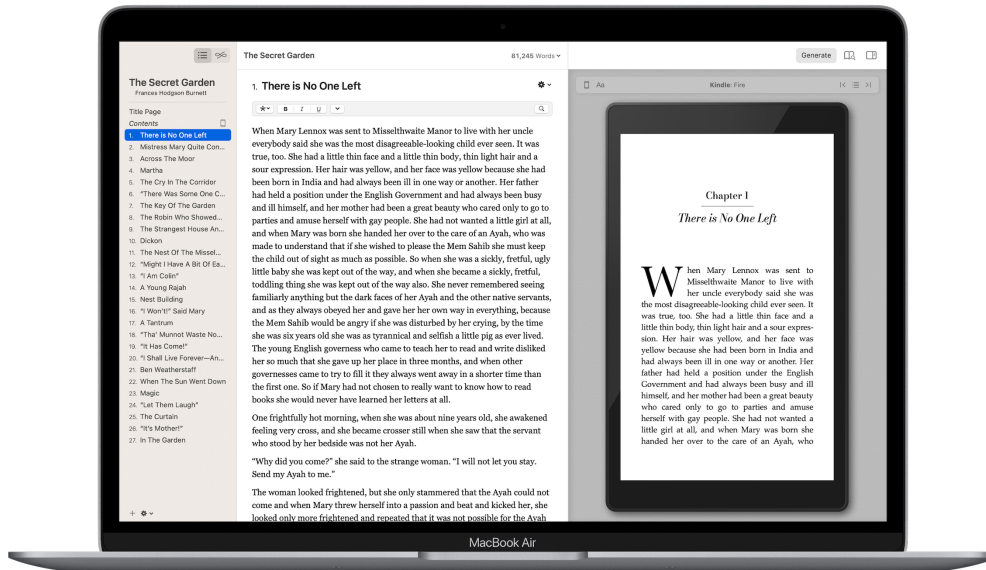 The Secret Garden
81,245 Words
Generate
The Secret Garden
Frances Hodgson Burnett
Title Page
Contents
1. There is No One Left
2. Mistress Mary Quite Con...
3. Across The Moor
4. Martha
5. The Cry In The Corridor
6. “There Was Some One C...
7. The Key Of The Garden
8. The Robin Who Showed...
9. The Strangest House An...
10. Dickon
11. The Nest Of The Missel...
12. “Might I Have A Bit Of Ea...
13. “I Am Colin”
14. A Young Rajah
15. Nest Building
16. “I Won't!” Said Mary
17. A Tantrum
18. “Tha’ Munnot Waste No...
19. “It Has Come!”
20. “I Shall Live Forever—An...
21. Ben Weatherstaff
22. When The Sun Went Down
23. Magic
24. “Let Them Laugh”
25. The Curtain
26. “It's Mother!”
27. In The Garden
1. There is No One Left
B I U
When Mary Lennox was sent to Misselthwaite Manor to live with her uncle
everybody said she was the most disagreeable-looking child ever seen. It was
true, too. She had a little thin face and a little thin body, thin light hair and a
sour expression. Her hair was yellow, and her face was yellow because she had
been born in India and had always been ill in one way or another. Her father
had held a position under the English Government and had always been busy
and ill himself, and her mother had been a great beauty who cared only to go to
parties and amuse herself with gay people. She had not wanted a little girl at all,
and when Mary was born she handed her over to the care of an Ayah, who was
made to understand that if she wished to please the Mem Sahib she must keep
the child out of sight as much as possible. So when she was a sickly, fretful, ugly
little baby she was kept out of the way, and when she became a sickly, fretful,
toddling thing she was kept out of the way also. She never remembered seeing
familiarly anything but the dark faces of her Ayah and the other native servants,
and as they always obeyed her and gave her her own way in everything, because
the Mem Sahib would be angry if she was disturbed by her crying, by the time
she was six years old she was as tyrannical and selfish a little pig as ever lived.
The young English governess who came to teach her to read and write disliked
her so much that she gave up her place in three months, and when other
governesses came to try to fill it they always went away in a shorter time than
the first one. So if Mary had not chosen to really want to know how to read
books she would never have learned her letters at all.
One frightfully hot morning, when she was about nine years old, she awakened
feeling very cross, and she became crosser still when she saw that the servant
who stood by her bedside was not her Ayah.
“Why did you come?” she said to the strange woman. “I will not let you stay.
Send my Ayah to me.”
The woman looked frightened, but she only stammered that the Ayah could not
come and when Mary threw herself into a passion and beat and kicked her, she
looked only more frightened and repeated that it was not possible for the Ayah
Aa
Kindle: Fire
Chapter 1
There is No One Left
When Mary Lennox was sent to
Misselthwaite Manor to live with
her uncle everybody said she was
the most disagreeable-looking child ever seen. It
was true, too. She had a little thin face and a
little thin body, thin light hair and a sour expres-
sion. Her hair was yellow, and her face was
yellow because she had been born in India and
had always been ill in one way or another. Her
father had held a position under the English
Government and had always been busy and ill
himself, and her mother had been a great beauty
who cared only to go to parties and amuse
herself with gay people. She had not wanted a
little girl at all, and when Mary was born she
handed her over to the care of an Ayah, who
MacBook Air